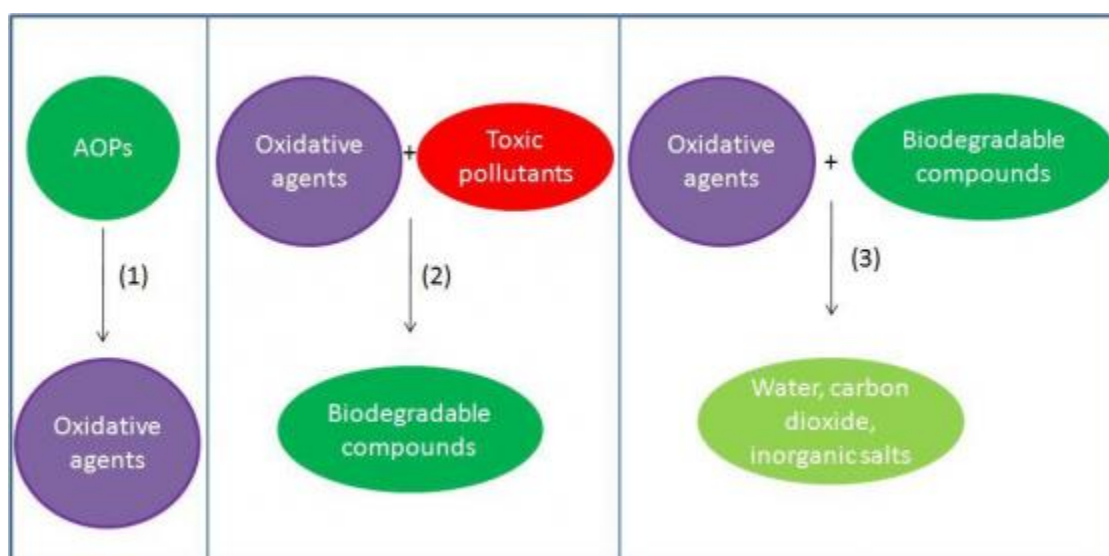 AOPs
(1)
Oxidative
agents
Oxidative
agents
+
Toxic
pollutants
(2)
Biodegradable
compounds
Oxidative
agents
+
Biodegradable
compounds
(3)
Water, carbon
dioxide,
inorganic salts